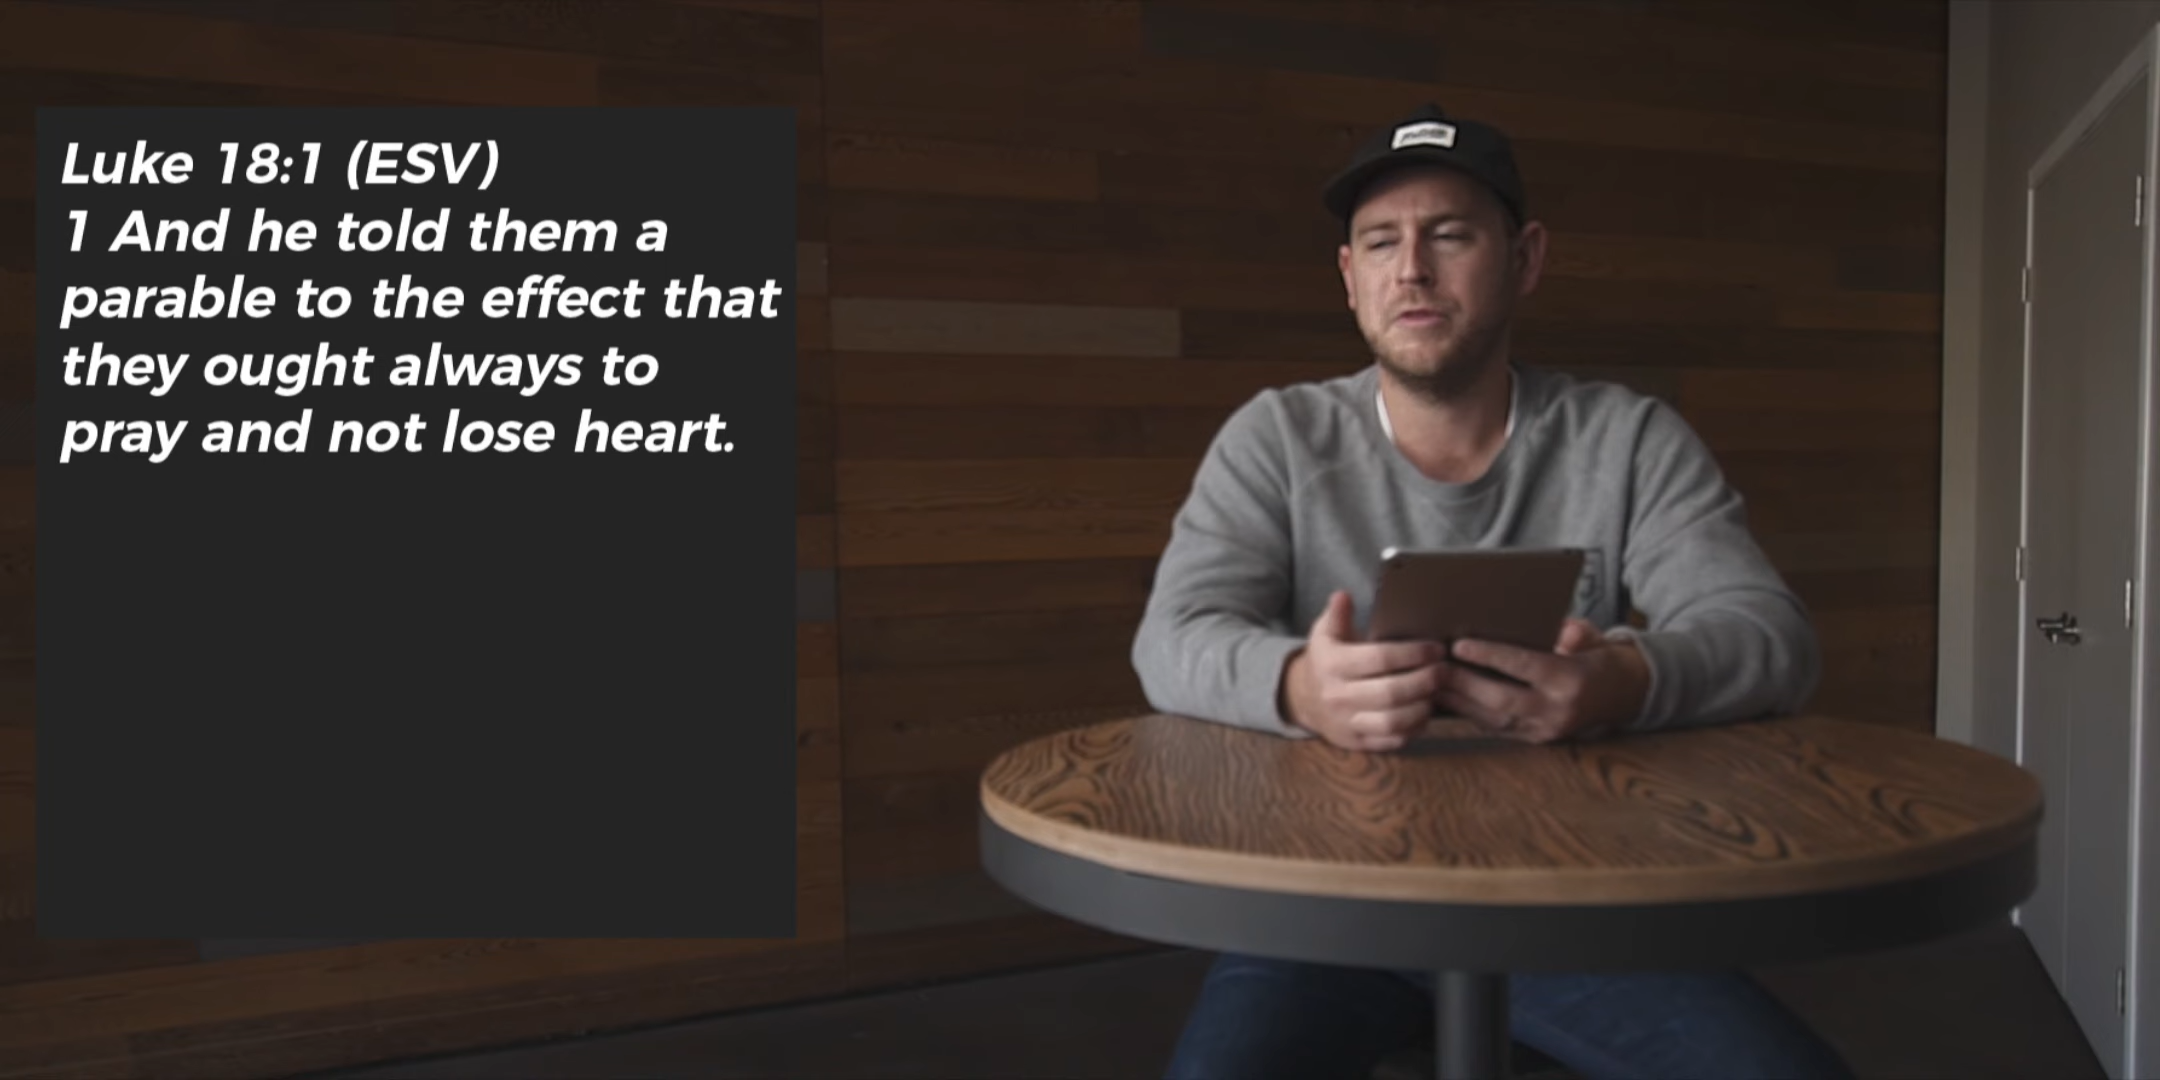 Luke 18:1 (ESV)
1 And he told them a
parable to the effect that
they ought always to
pray and not lose heart.